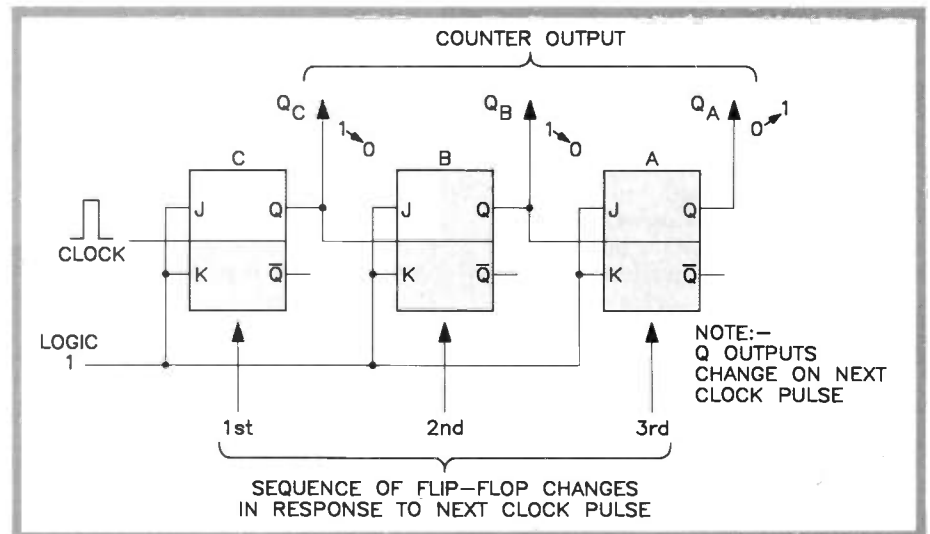 COUNTER OUTPUT
QC 1 0 QB 1 0 QA 0 1
C B A
J Q J Q J Q
CLOCK
K Q̅ K Q̅ K Q̅
LOGIC
1
NOTE:–
Q OUTPUTS
CHANGE ON NEXT
CLOCK PULSE
1st 2nd 3rd
SEQUENCE OF FLIP–FLOP CHANGES
IN RESPONSE TO NEXT CLOCK PULSE